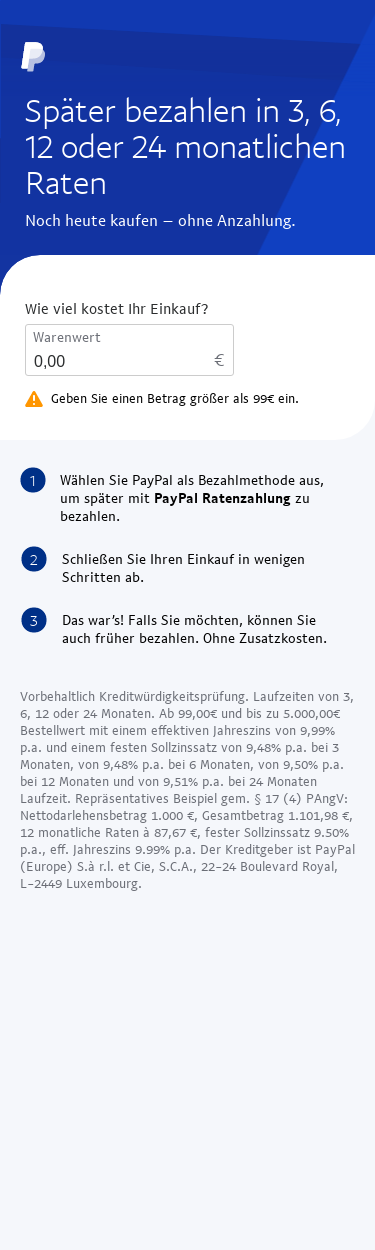 Später bezahlen in 3, 6,
12 oder 24 monatlichen
Raten
Noch heute kaufen – ohne Anzahlung.
Wie viel kostet Ihr Einkauf?
Warenwert
0,00 €
Geben Sie einen Betrag größer als 99€ ein.
1 Wählen Sie PayPal als Bezahlmethode aus,
um später mit PayPal Ratenzahlung zu
bezahlen.
2 Schließen Sie Ihren Einkauf in wenigen
Schritten ab.
3 Das war's! Falls Sie möchten, können Sie
auch früher bezahlen. Ohne Zusatzkosten.
Vorbehaltlich Kreditwürdigkeitsprüfung. Laufzeiten von 3,
6, 12 oder 24 Monaten. Ab 99,00€ und bis zu 5.000,00€
Bestellwert mit einem effektiven Jahreszins von 9,99%
p.a. und einem festen Sollzinssatz von 9,48% p.a. bei 3
Monaten, von 9,48% p.a. bei 6 Monaten, von 9,50% p.a.
bei 12 Monaten und von 9,51% p.a. bei 24 Monaten
Laufzeit. Repräsentatives Beispiel gem. § 17 (4) PAngV:
Nettodarlehensbetrag 1.000 €, Gesamtbetrag 1.101,98 €,
12 monatliche Raten à 87,67 €, fester Sollzinssatz 9.50%
p.a., eff. Jahreszins 9.99% p.a. Der Kreditgeber ist PayPal
(Europe) S.à r.l. et Cie, S.C.A., 22-24 Boulevard Royal,
L-2449 Luxembourg.